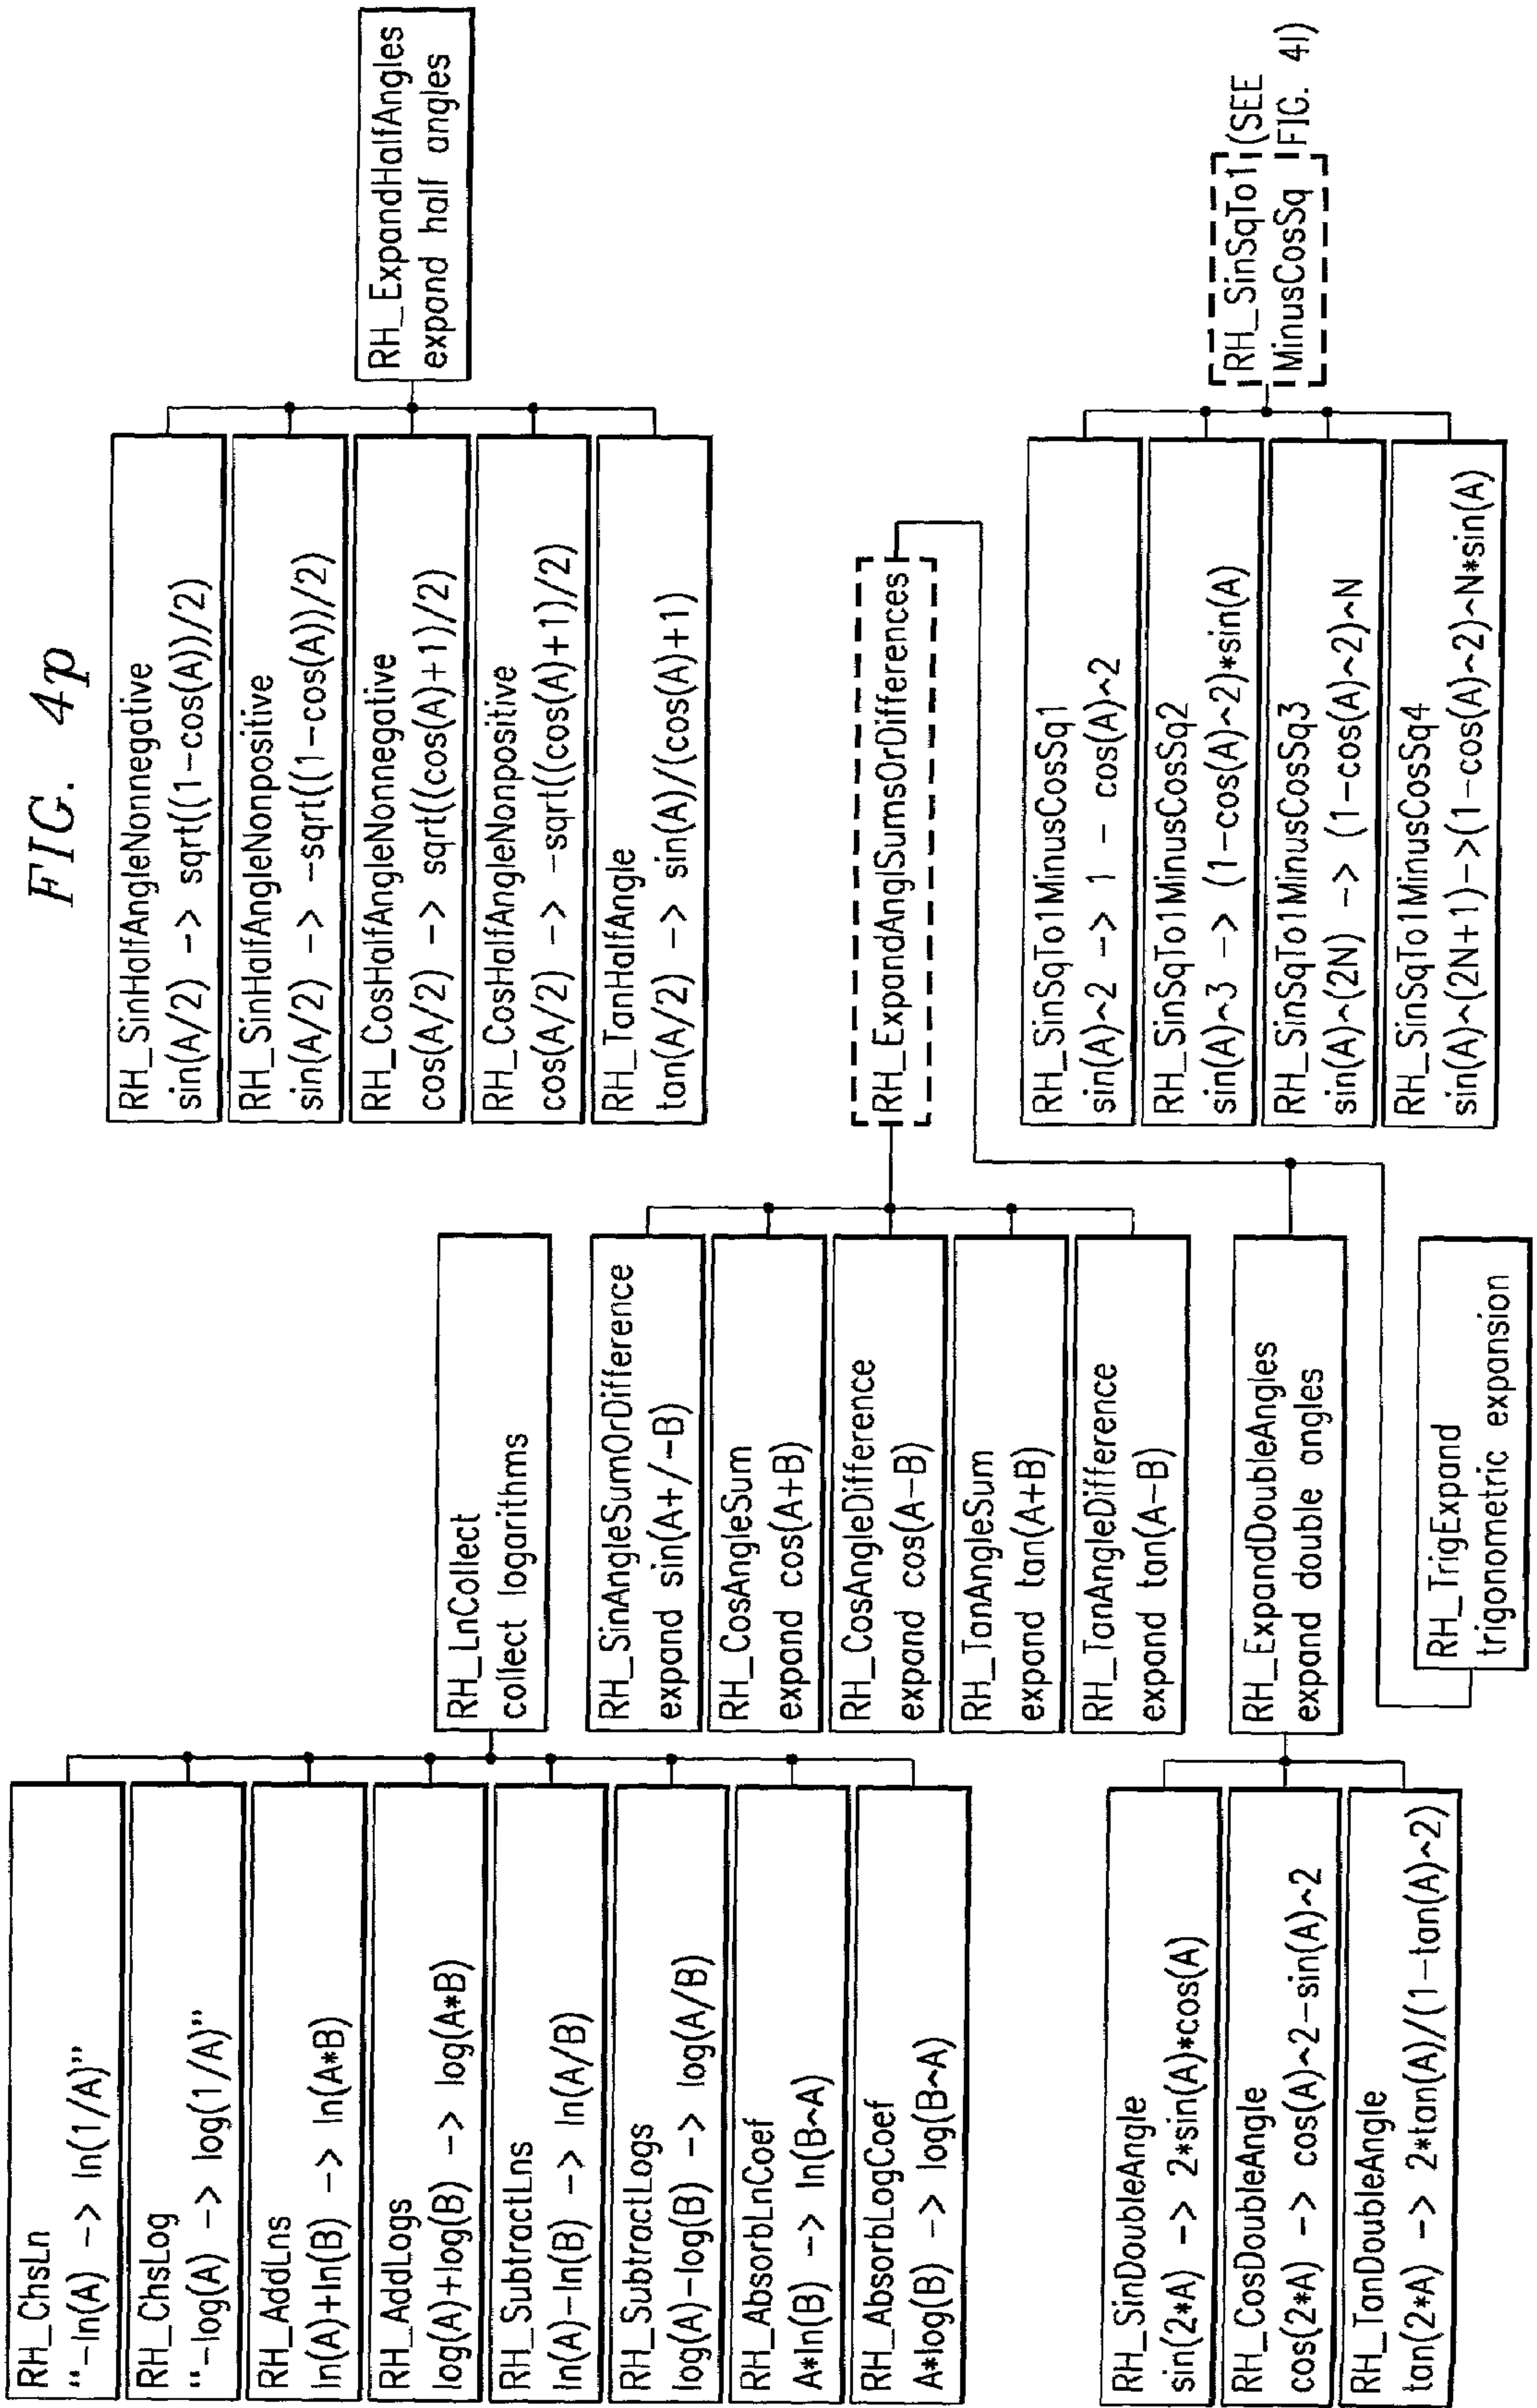 FIG. 4p
RH_ChsLn
"-ln(A) -> ln(1/A)"
RH_ChsLog
"-log(A) -> log(1/A)"
RH_AddLns
ln(A)+ln(B) -> ln(A*B)
RH_AddLogs
log(A)+log(B) -> log(A*B)
RH_SubtractLns
ln(A)-ln(B) -> ln(A/B)
RH_SubtractLogs
log(A)-log(B) -> log(A/B)
RH_AbsorbLnCoef
A*ln(B) -> ln(B^A)
RH_AbsorbLogCoef
A*log(B) -> log(B^A)
RH_LnCollect
collect logarithms
RH_SinHalfAngleNonnegative
sin(A/2) -> sqrt((1-cos(A))/2)
RH_SinHalfAngleNonpositive
sin(A/2) -> -sqrt((1-cos(A))/2)
RH_CosHalfAngleNonnegative
cos(A/2) -> sqrt((cos(A)+1)/2)
RH_CosHalfAngleNonpositive
cos(A/2) -> -sqrt((cos(A)+1)/2)
RH_TanHalfAngle
tan(A/2) -> sin(A)/(cos(A)+1)
RH_ExpandHalfAngles
expand half angles
RH_SinAngleSumOrDifference
expand sin(A+/-B)
RH_CosAngleSum
expand cos(A+B)
RH_CosAngleDifference
expand cos(A-B)
RH_TanAngleSum
expand tan(A+B)
RH_TanAngleDifference
expand tan(A-B)
RH_ExpandAnglSumsOrDifferences
RH_SinDoubleAngle
sin(2*A) -> 2*sin(A)*cos(A)
RH_CosDoubleAngle
cos(2*A) -> cos(A)^2-sin(A)^2
RH_TanDoubleAngle
tan(2*A) -> 2*tan(A)/(1-tan(A)^2)
RH_ExpandDoubleAngles
expand double angles
RH_TrigExpand
trigonometric expansion
RH_SinSqTo1MinusCosSq1
sin(A)^2 -> 1 - cos(A)^2
RH_SinSqTo1MinusCosSq2
sin(A)^3 -> (1-cos(A)^2)*sin(A)
RH_SinSqTo1MinusCosSq3
sin(A)^(2N) -> (1-cos(A)^2)^N
RH_SinSqTo1MinusCosSq4
sin(A)^(2N+1)->(1-cos(A)^2)^N*sin(A)
RH_SinSqTo1 (SEE
MinusCosSq FIG. 4l)